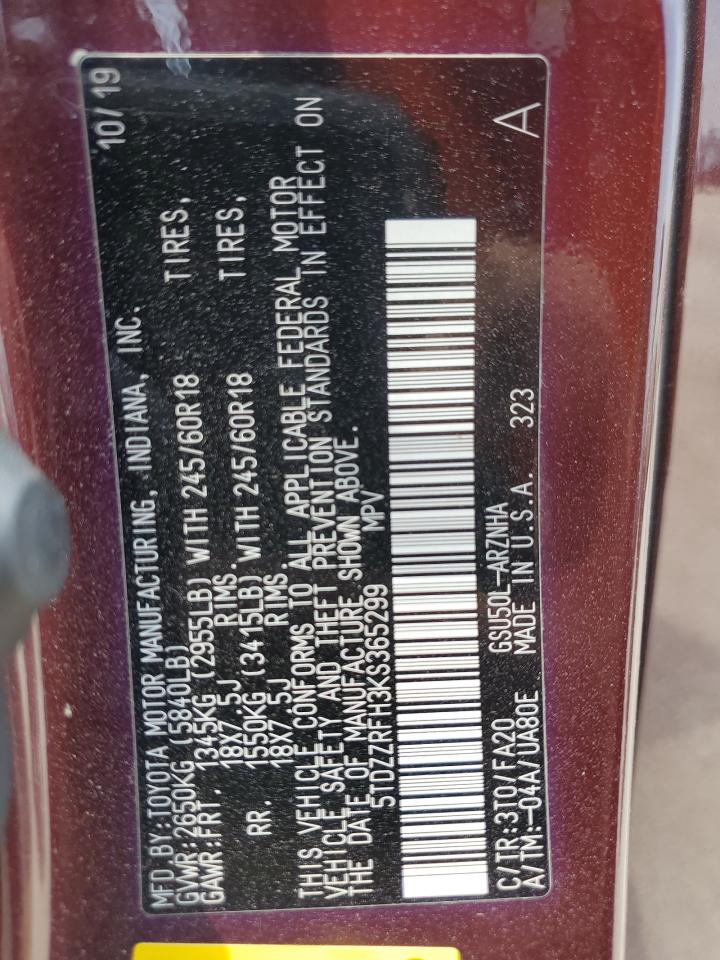 MFD.BY:TOYOTA MOTOR MANUFACTURING, INDIANA, INC. 10/19
GVWR:2650KG(5840LB)
GAWR:FRT. 1345KG (2955LB) WITH 245/60R18 TIRES,
18X7.5J RIMS.
RR. 1550KG (3415LB) WITH 245/60R18 TIRES,
18X7.5J RIMS.
THIS VEHICLE CONFORMS TO ALL APPLICABLE FEDERAL MOTOR
VEHICLE SAFETY AND THEFT PREVENTION STANDARDS IN EFFECT ON
THE DATE OF MANUFACTURE SHOWN ABOVE.
5TDZZRFH3KS365299 MPV
C/TR:3T0/FA20 GSU50L-ARZNHA
A/TM:-04A/UA80E MADE IN U.S.A. 323 A